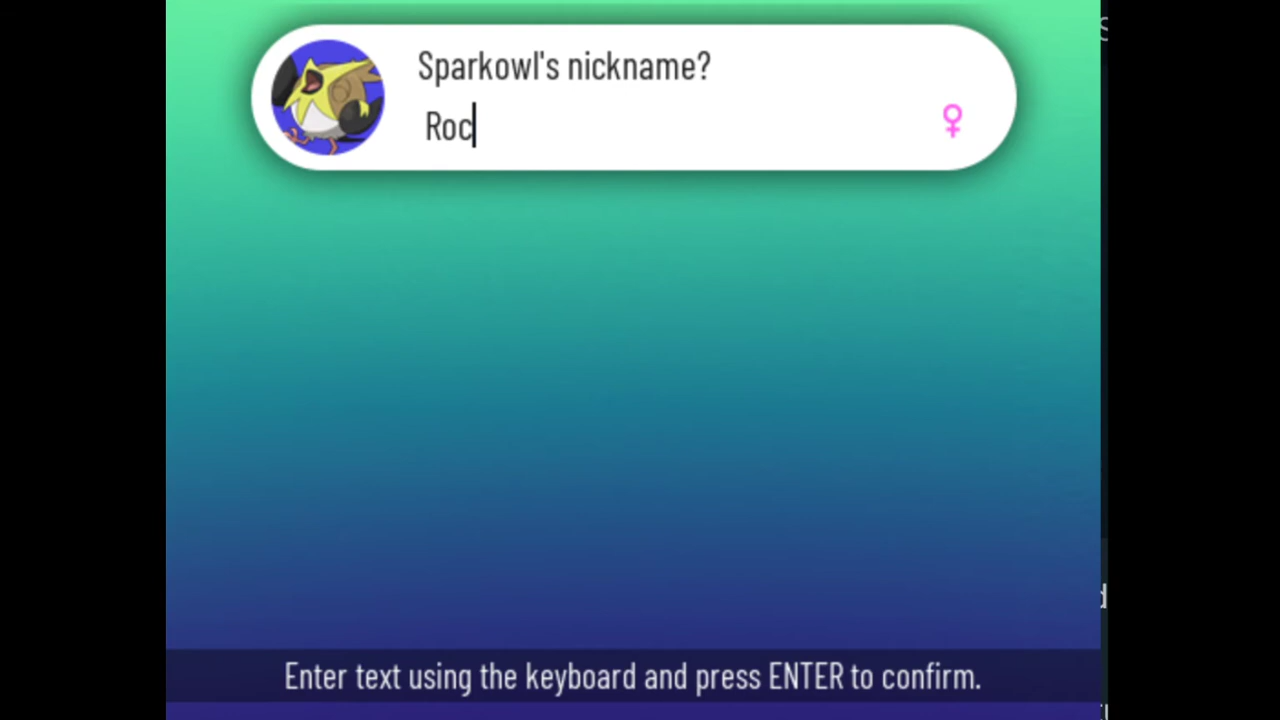 Sparkowl's nickname?
Roc
Enter text using the keyboard and press ENTER to confirm.